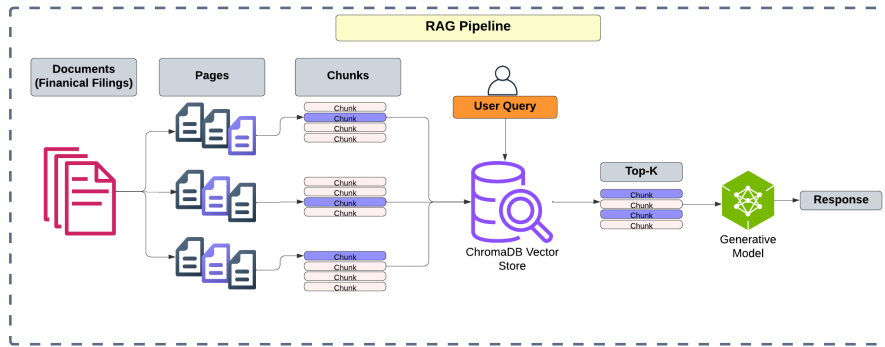 RAG Pipeline
Documents
(Finanical Filings)
Pages
Chunks
User Query
Chunk
Chunk
Chunk
Chunk
Chunk
Chunk
Chunk
Chunk
Chunk
Chunk
Chunk
Chunk
ChromaDB Vector
Store
Top-K
Chunk
Chunk
Chunk
Chunk
Generative
Model
Response